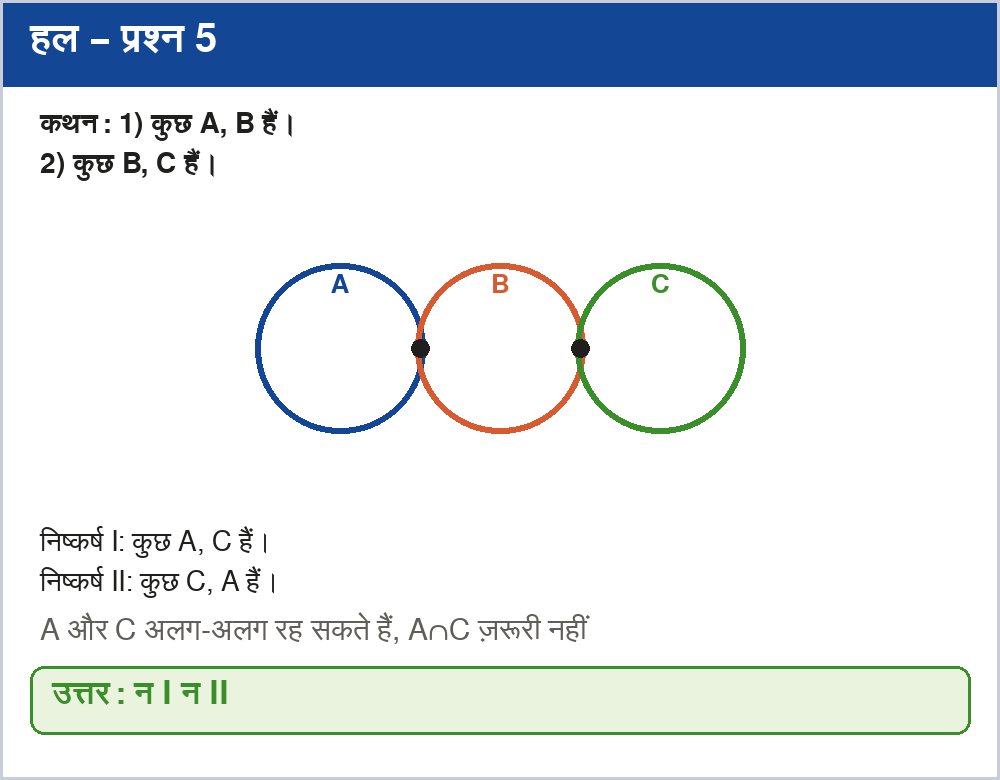 हल – प्रश्न 5
कथन : 1) कुछ A, B हैं।
2) कुछ B, C हैं।
A
B
C
निष्कर्ष I: कुछ A, C हैं।
निष्कर्ष II: कुछ C, A हैं।
A और C अलग-अलग रह सकते हैं, A∩C ज़रूरी नहीं
उत्तर : न I न II